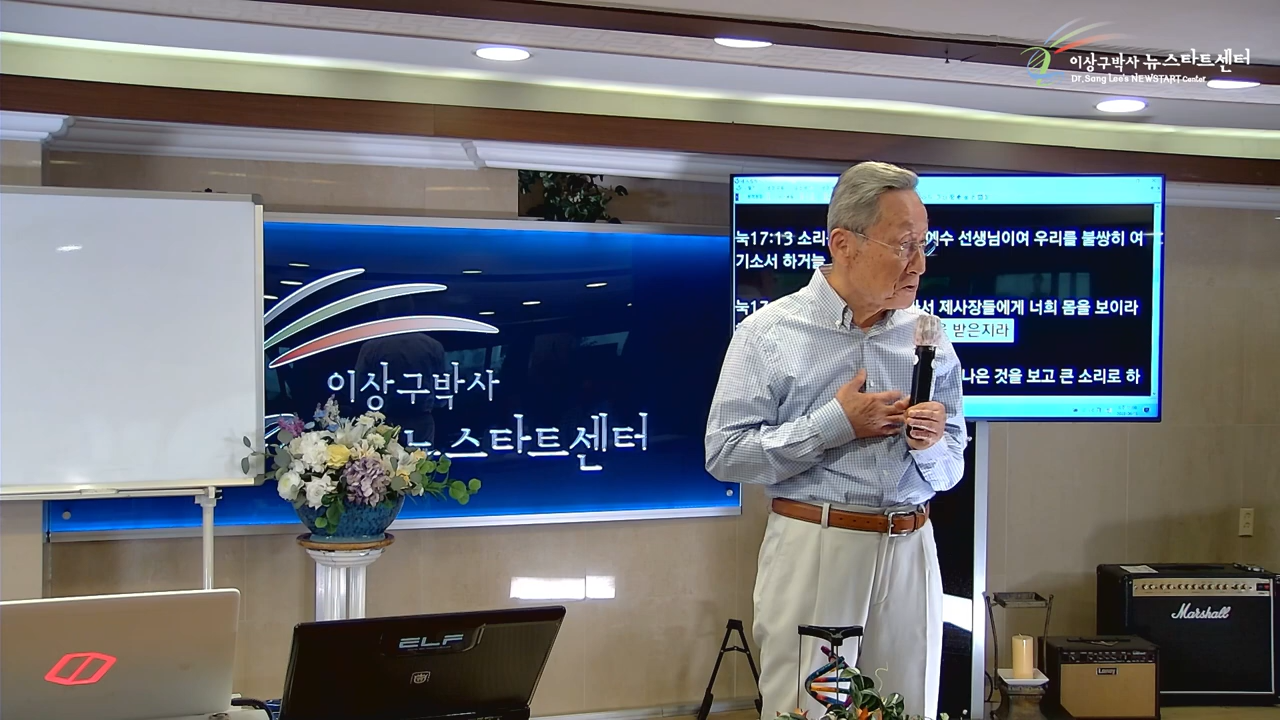 이상구박사 뉴스타트센터
Dr. Sang Lee's NEWSTART Center
눅17:13 소리
예수 선생님이여 우리를 불쌍히 여
기소서 하거늘
눅17
서 제사장들에게 너희 몸을 보이라
받은지라
나은 것을 보고 큰 소리로 하
이상구박사
뉴스타트센터
ELF
Marshall
Laney